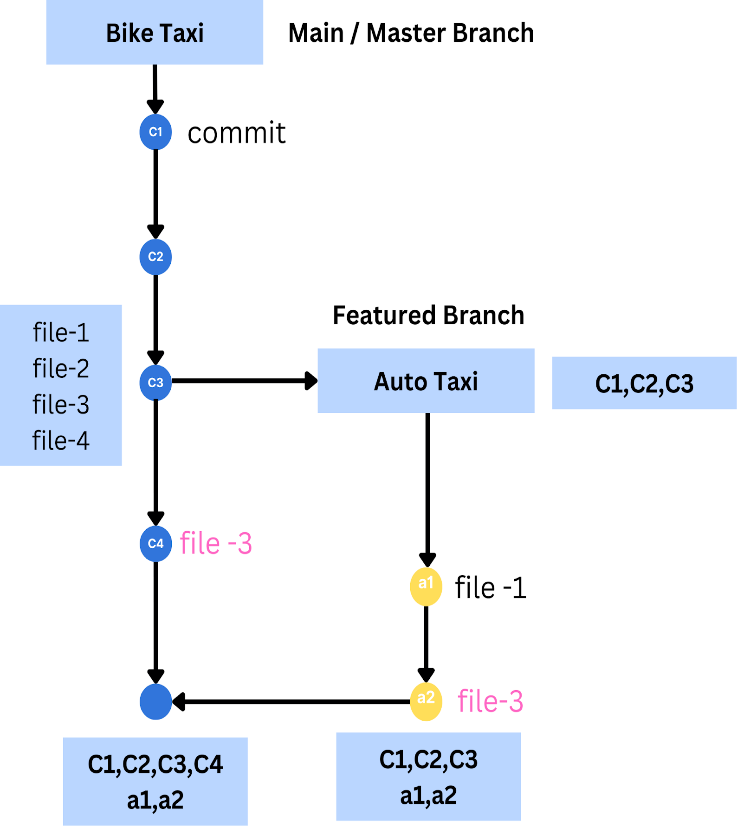 Bike Taxi
Main / Master Branch
C1
commit
C2
Featured Branch
file-1
file-2
file-3
file-4
C3
Auto Taxi
C1,C2,C3
C4
file -3
a1
file -1
a2
file-3
C1,C2,C3,C4
a1,a2
C1,C2,C3
a1,a2